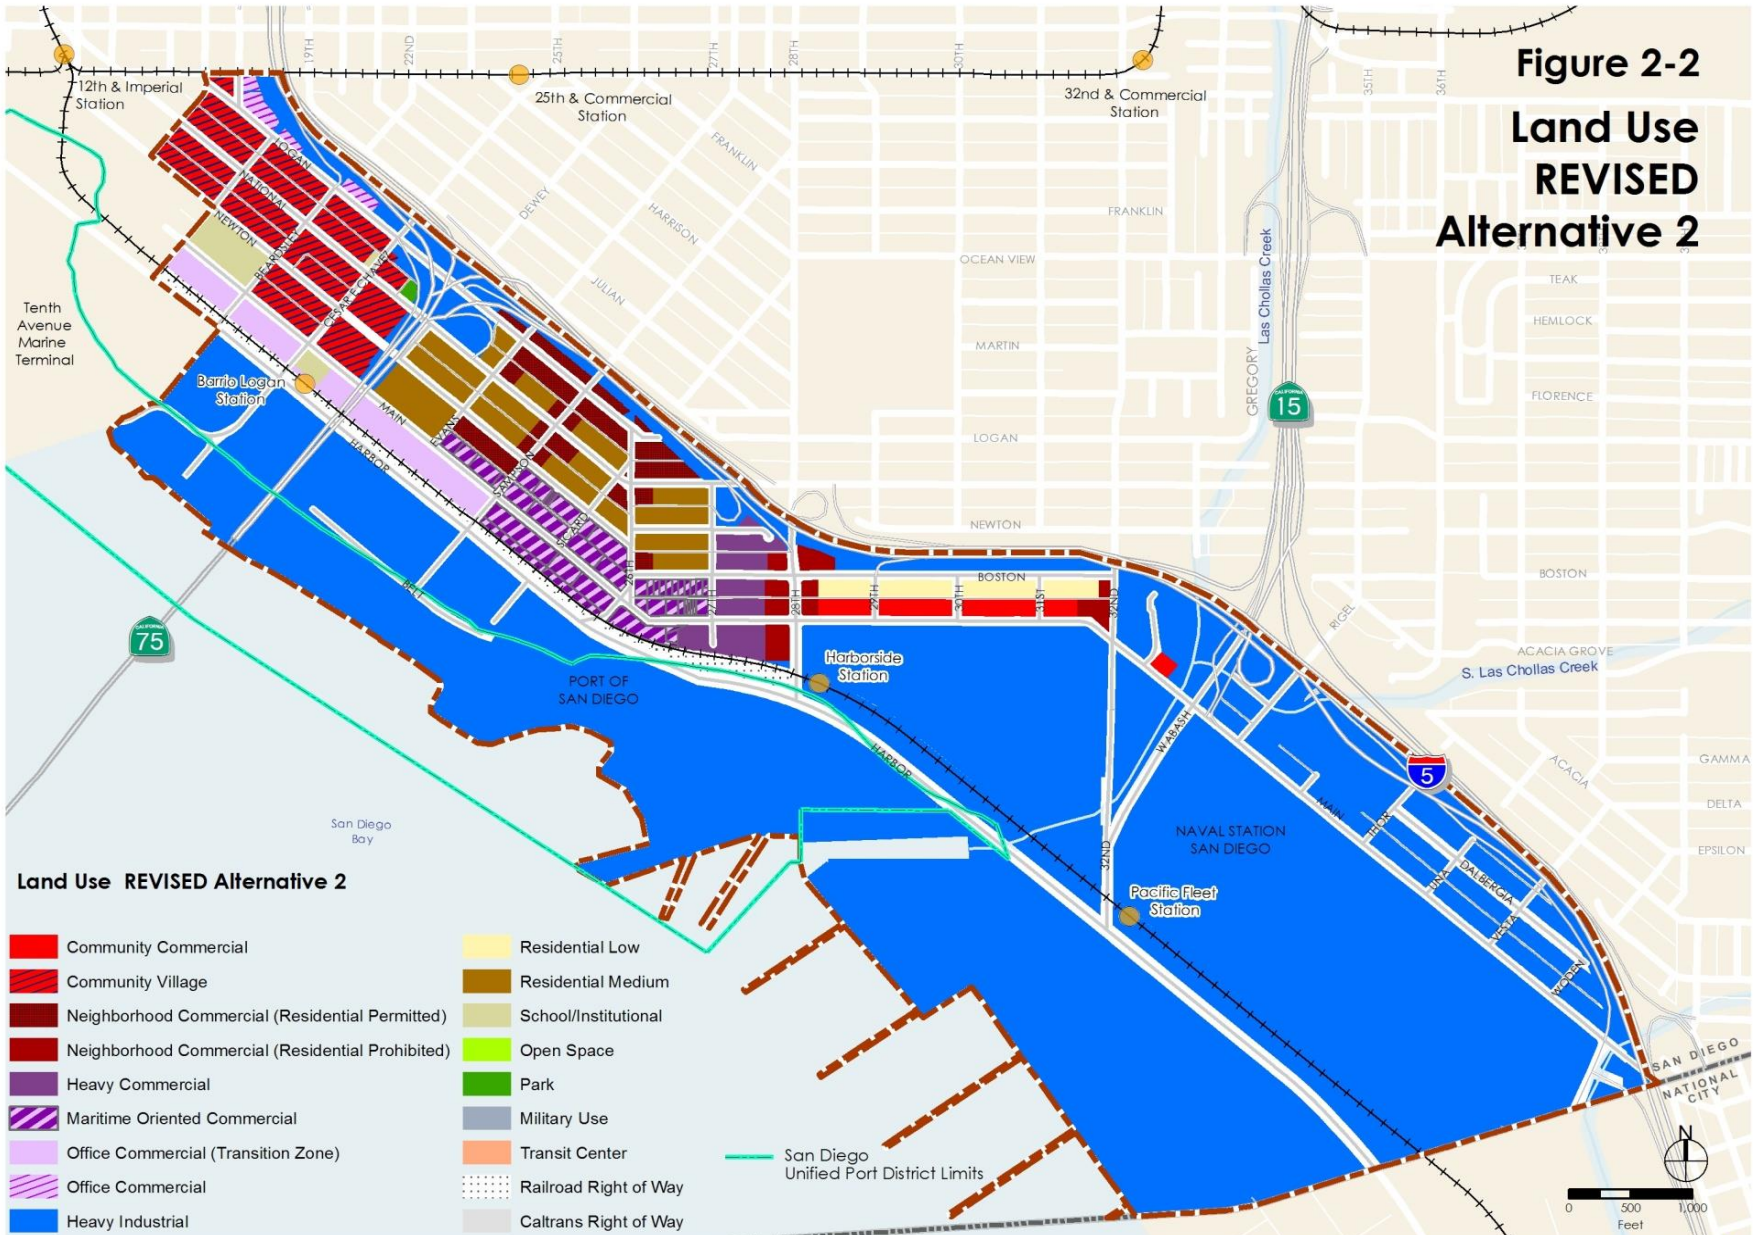 Figure 2-2
Land Use
REVISED
Alternative 2
19TH
22ND
25TH
27TH
28TH
30TH
35TH
36TH
12th & Imperial
Station
25th & Commercial
Station
32nd & Commercial
Station
FRANKLIN
DEWEY
HARRISON
JULIAN
FRANKLIN
OCEAN VIEW
MARTIN
LOGAN
NEWTON
GREGORY
Las Chollas Creek
CALIFORNIA
15
TEAK
HEMLOCK
FLORENCE
BOSTON
RIGEL
ACACIA GROVE
S. Las Chollas Creek
ACACIA
GAMMA
DELTA
EPSILON
LOGAN
NATIONAL
NEWTON
BEARDSLEY
CESAR E CHAVEZ
Tenth
Avenue
Marine
Terminal
Barrio Logan
Station
MAIN
HARBOR
EVANS
SAMPSON
SICARD
26TH
27TH
28TH
BOSTON
29TH
30TH
31ST
32ND
BELT
CALIFORNIA
75
PORT OF
SAN DIEGO
Harborside
Station
HARBOR
WABASH
32ND
NAVAL STATION
SAN DIEGO
Pacific Fleet
Station
MAIN
THOR
UNA
DALBERGIA
VESTA
WODEN
5
San Diego
Bay
SAN DIEGO
NATIONAL
CITY
Land Use REVISED Alternative 2
Community Commercial
Community Village
Neighborhood Commercial (Residential Permitted)
Neighborhood Commercial (Residential Prohibited)
Heavy Commercial
Maritime Oriented Commercial
Office Commercial (Transition Zone)
Office Commercial
Heavy Industrial
Residential Low
Residential Medium
School/Institutional
Open Space
Park
Military Use
Transit Center
Railroad Right of Way
Caltrans Right of Way
San Diego
Unified Port District Limits
N
0 500 1,000
Feet